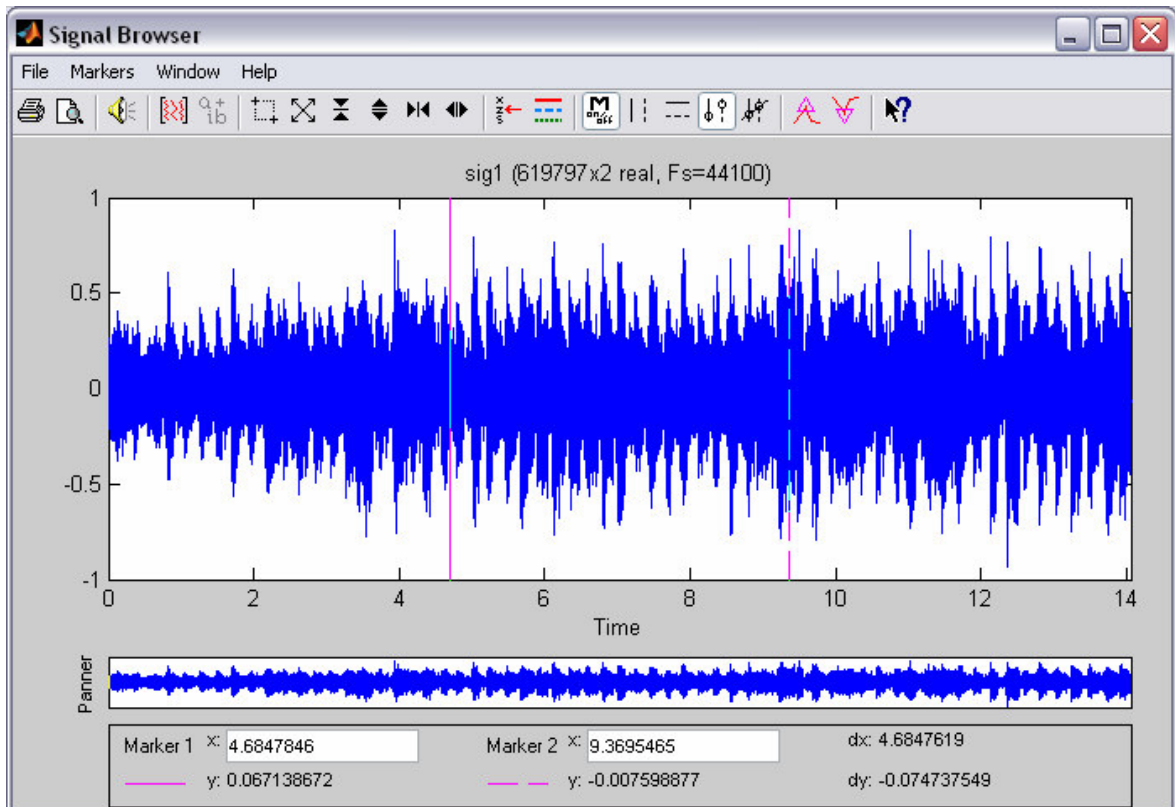 Signal Browser
File Markers Window Help
sig1 (619797x2 real, Fs=44100)
1
0.5
0
-0.5
-1
0 2 4 6 8 10 12 14
Time
Panner
Marker 1 x: 4.6847846 Marker 2 x: 9.3695465 dx: 4.6847619
y: 0.067138672 y: -0.007598877 dy: -0.074737549